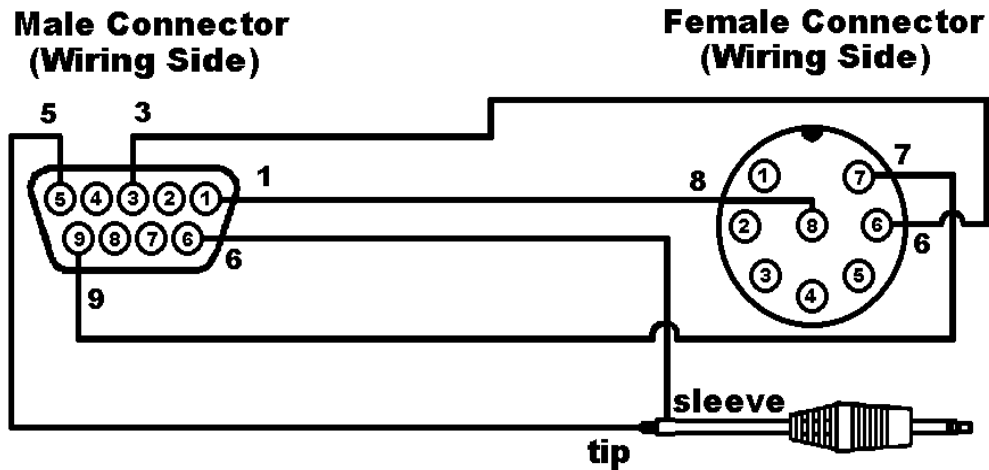 Male Connector
(Wiring Side)
Female Connector
(Wiring Side)
5
3
1
8
7
5 4 3 2 1
9 8 7 6
6
9
1
7
2
8
6
6
3
5
4
sleeve
tip